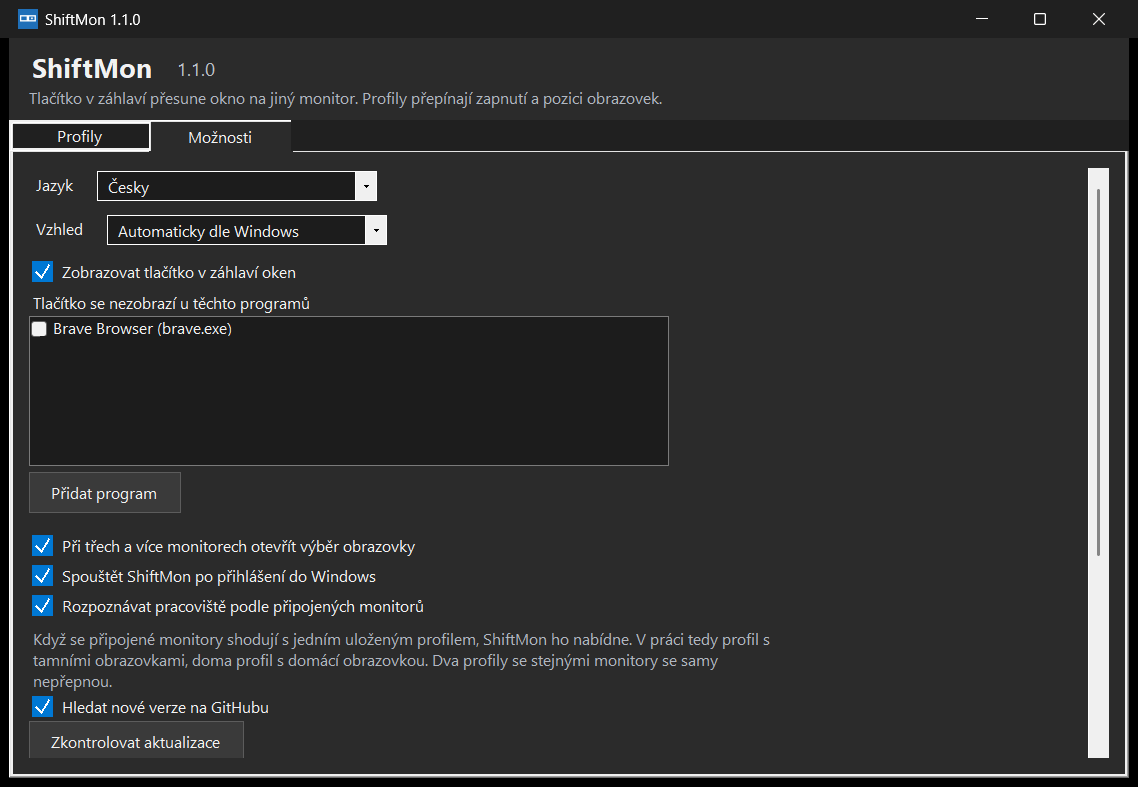 ShiftMon 1.1.0
ShiftMon 1.1.0
Tlačítko v záhlaví přesune okno na jiný monitor. Profily přepínají zapnutí a pozici obrazovek.
Profily Možnosti
Jazyk Česky
Vzhled Automaticky dle Windows
Zobrazovat tlačítko v záhlaví oken
Tlačítko se nezobrazí u těchto programů
Brave Browser (brave.exe)
Přidat program
Při třech a více monitorech otevřít výběr obrazovky
Spouštět ShiftMon po přihlášení do Windows
Rozpoznávat pracoviště podle připojených monitorů
Když se připojené monitory shodují s jedním uloženým profilem, ShiftMon ho nabídne. V práci tedy profil s
tamními obrazovkami, doma profil s domácí obrazovkou. Dva profily se stejnými monitory se samy
nepřepnou.
Hledat nové verze na GitHubu
Zkontrolovat aktualizace